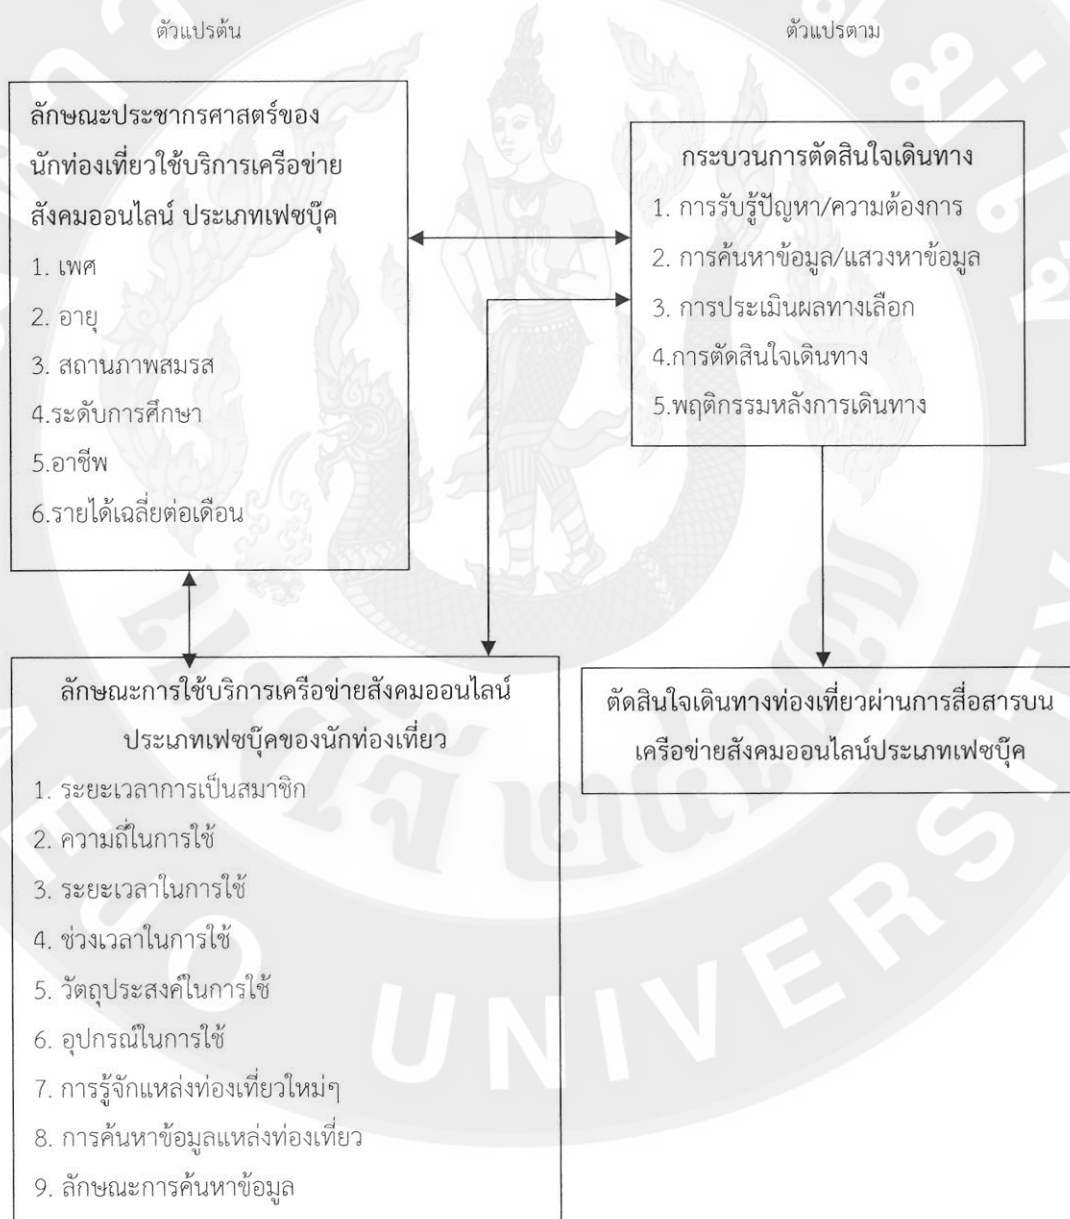 ตัวแปรต้น
ตัวแปรตาม
ลักษณะประชากรศาสตร์ของ
นักท่องเที่ยวใช้บริการเครือข่าย
สังคมออนไลน์ ประเภทเฟซบุ๊ค
1. เพศ
2. อายุ
3. สถานภาพสมรส
4.ระดับการศึกษา
5.อาชีพ
6.รายได้เฉลี่ยต่อเดือน
กระบวนการตัดสินใจเดินทาง
1. การรับรู้ปัญหา/ความต้องการ
2. การค้นหาข้อมูล/แสวงหาข้อมูล
3. การประเมินผลทางเลือก
4.การตัดสินใจเดินทาง
5.พฤติกรรมหลังการเดินทาง
ลักษณะการใช้บริการเครือข่ายสังคมออนไลน์
ประเภทเฟซบุ๊คของนักท่องเที่ยว
1. ระยะเวลาการเป็นสมาชิก
2. ความถี่ในการใช้
3. ระยะเวลาในการใช้
4. ช่วงเวลาในการใช้
5. วัตถุประสงค์ในการใช้
6. อุปกรณ์ในการใช้
7. การรู้จักแหล่งท่องเที่ยวใหม่ๆ
8. การค้นหาข้อมูลแหล่งท่องเที่ยว
9. ลักษณะการค้นหาข้อมูล
ตัดสินใจเดินทางท่องเที่ยวผ่านการสื่อสารบน
เครือข่ายสังคมออนไลน์ประเภทเฟซบุ๊ค
UNIVERSITY